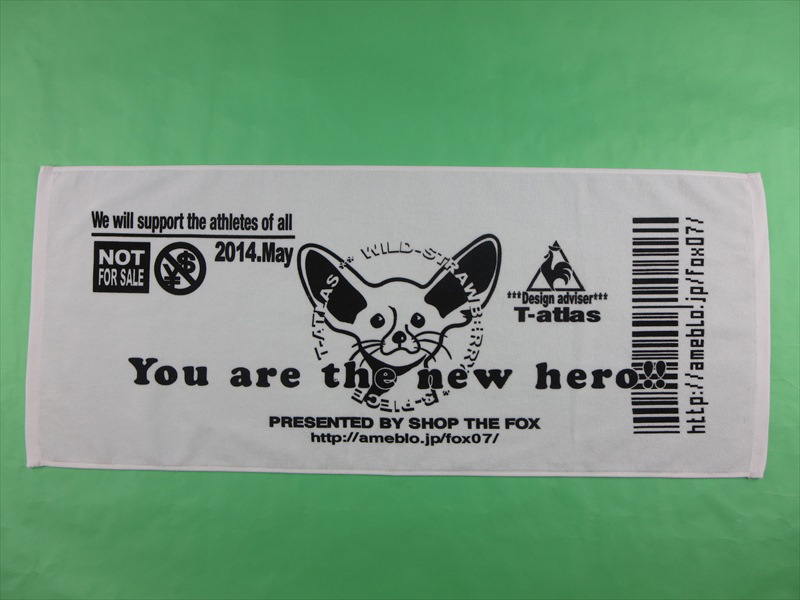 We will support the athletes of all
NOT
FOR SALE
2014.May
T-ATLAS ** WILD-STRAWBERRY
R-PIECE
***Design adviser***
T-atlas
You are the new hero!!
PRESENTED BY SHOP THE FOX
http://ameblo.jp/fox07/
http://ameblo.jp/fox07/